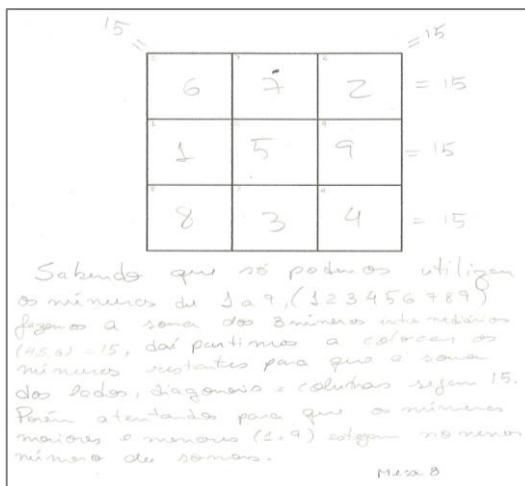 15 = = 15
6 7 2 = 15
1 5 9 = 15
8 3 4 = 15
Sabendo que só podemos utilizar
os números de 1 a 9, (1 2 3 4 5 6 7 8 9)
fazemos a soma dos 3 números intermediários
(4,5,6) = 15, daí partimos a colocar os
números restantes para que a soma
dos lados, diagonais e colunas sejam 15.
Porém atentando para que os números
maiores e menores (1 e 9) estejam no menor
número de somas.
Mesa 8